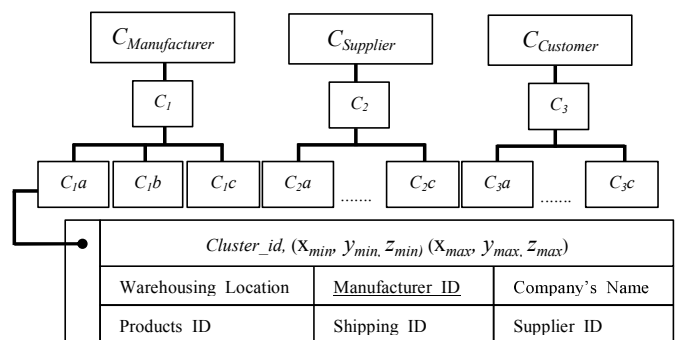 C_Manufacturer C_Supplier C_Customer
C_1 C_2 C_3
C_1a C_1b C_1c C_2a ....... C_2c C_3a ....... C_3c
Cluster_id, (x_min, y_min, z_min) (x_max, y_max, z_max)
Warehousing Location Manufacturer ID Company's Name
Products ID Shipping ID Supplier ID